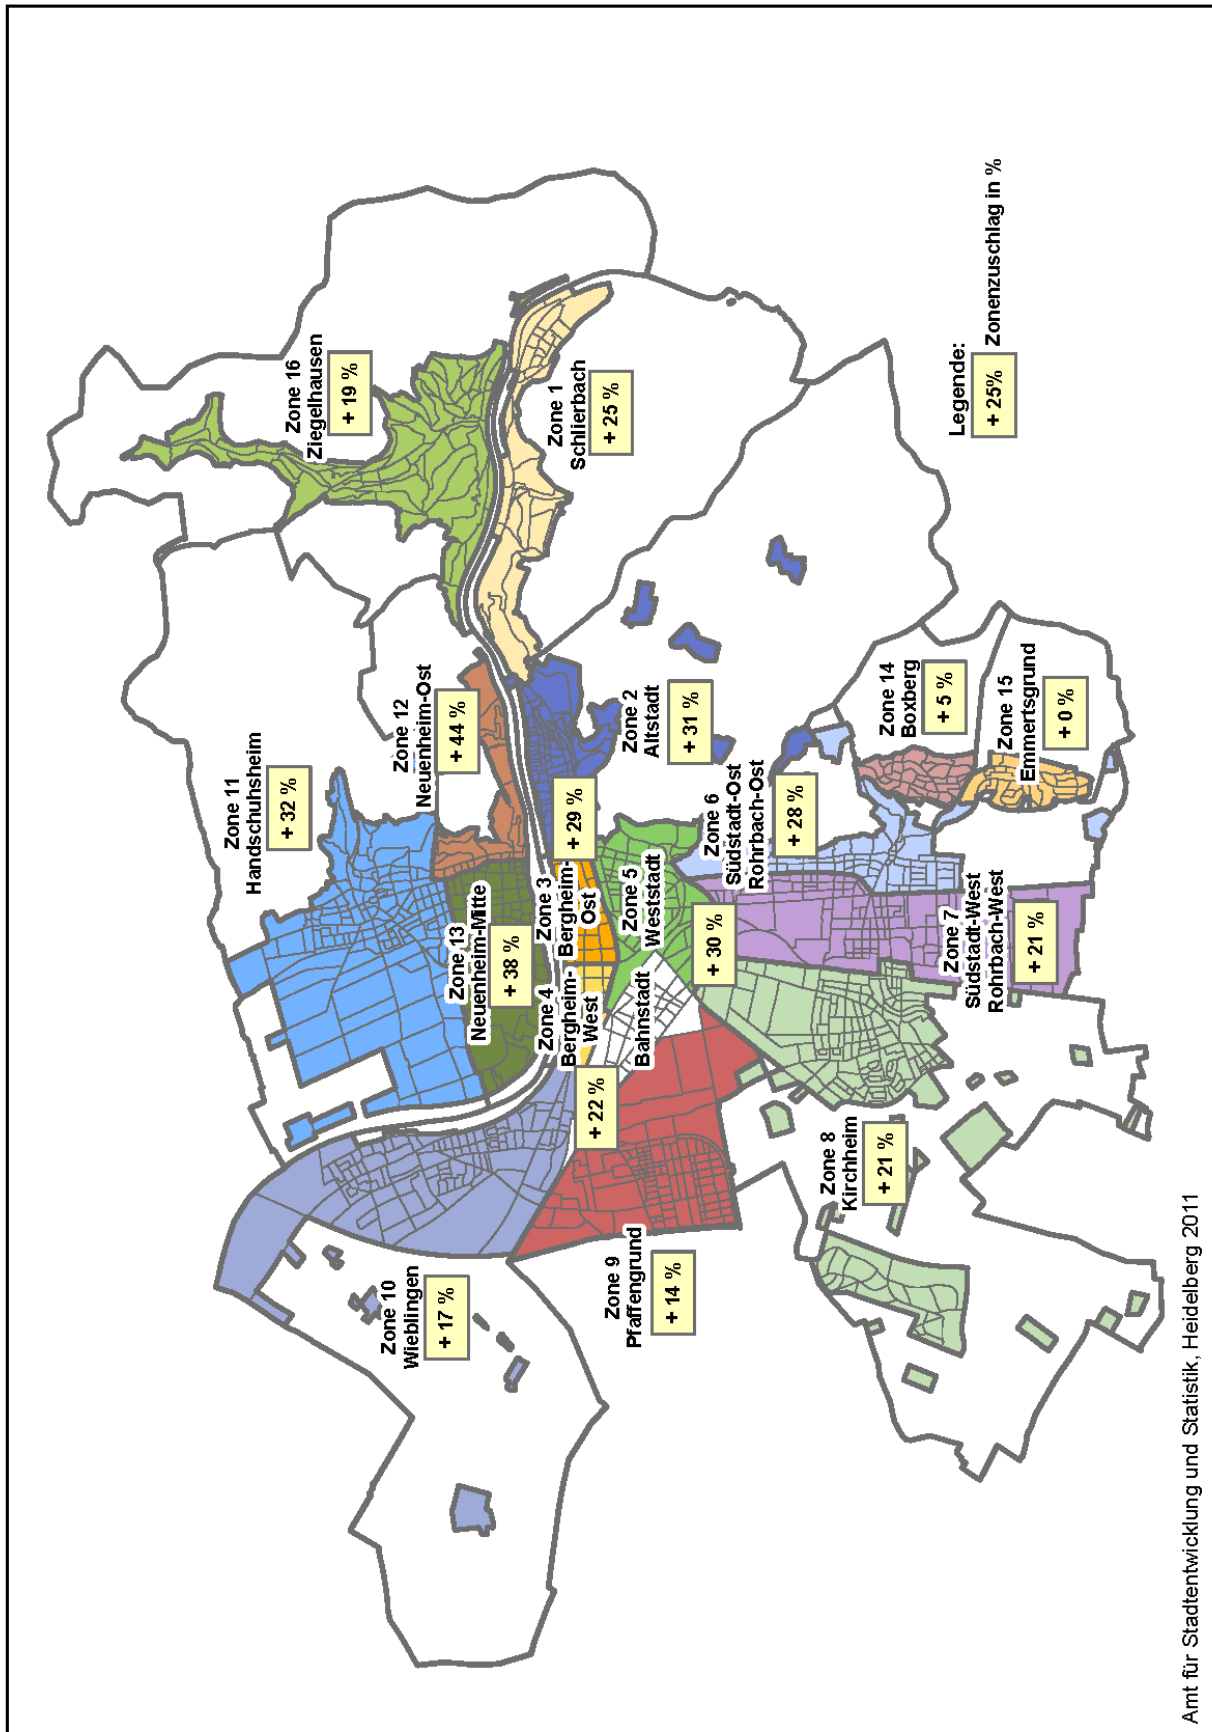 Zone 16
Ziegelhausen
+ 19 %
Zone 11
Handschuhsheim
+ 32 %
Zone 12
Neuenheim-Ost
+ 44 %
Zone 10
Wieblingen
+ 17 %
Zone 13
Neuenheim-Mitte
+ 38 %
Zone 1
Schlierbach
+ 25 %
Zone 4
Bergheim-
West
+ 22 %
Zone 3
Bergheim-
Ost
+ 29 %
Zone 2
Altstadt
+ 31 %
Zone 9
Pfaffengrund
+ 14 %
Bahnstadt
Zone 5
Weststadt
+ 30 %
Zone 6
Südstadt-Ost
Rohrbach-Ost
+ 28 %
Zone 8
Kirchheim
+ 21 %
Zone 14
Boxberg
+ 5 %
Zone 7
Südstadt-West
Rohrbach-West
+ 21 %
Zone 15
Emmertsgrund
+ 0 %
Legende:
+ 25% Zonenzuschlag in %
Amt für Stadtentwicklung und Statistik, Heidelberg 2011